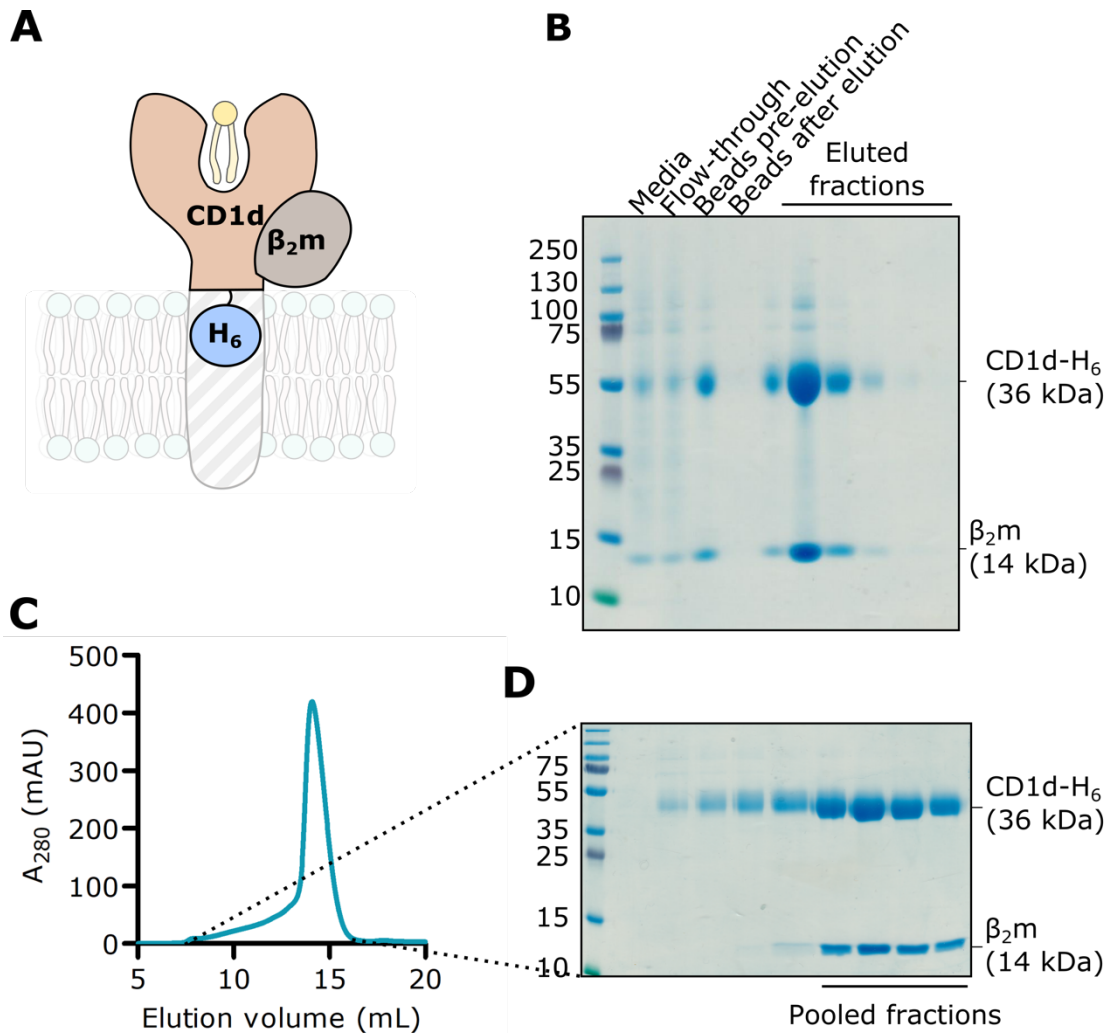 A
CD1d
β₂m
H₆
B
Media
Flow-through
Beads pre-elution
Beads after elution
Eluted
fractions
250
130
100
75
55
35
25
15
10
CD1d-H₆
(36 kDa)
β₂m
(14 kDa)
C
500
400
300
200
100
0
A₂₈₀ (mAU)
5
10
15
20
Elution volume (mL)
D
75
55
35
25
15
10
CD1d-H₆
(36 kDa)
β₂m
(14 kDa)
Pooled fractions